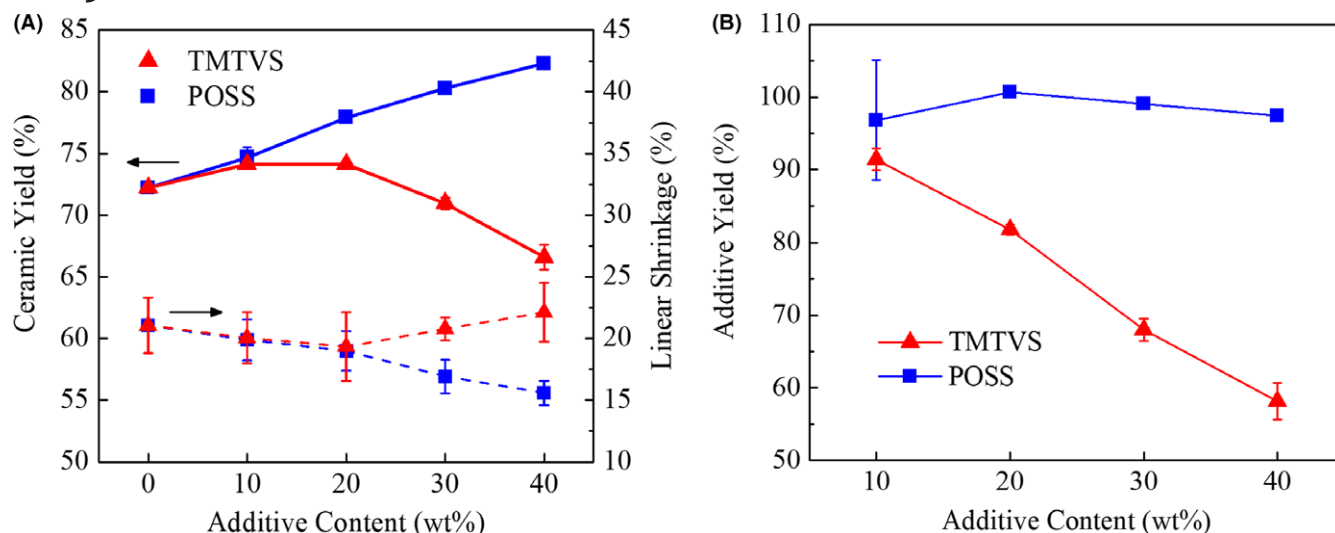 (A)
85
80
75
70
65
60
55
50
Ceramic Yield (%)
TMTVS
POSS
45
40
35
30
25
20
15
10
Linear Shrinkage (%)
0 10 20 30 40
Additive Content (wt%)
(B)
110
100
90
80
70
60
50
Additive Yield (%)
TMTVS
POSS
10 20 30 40
Additive Content (wt%)